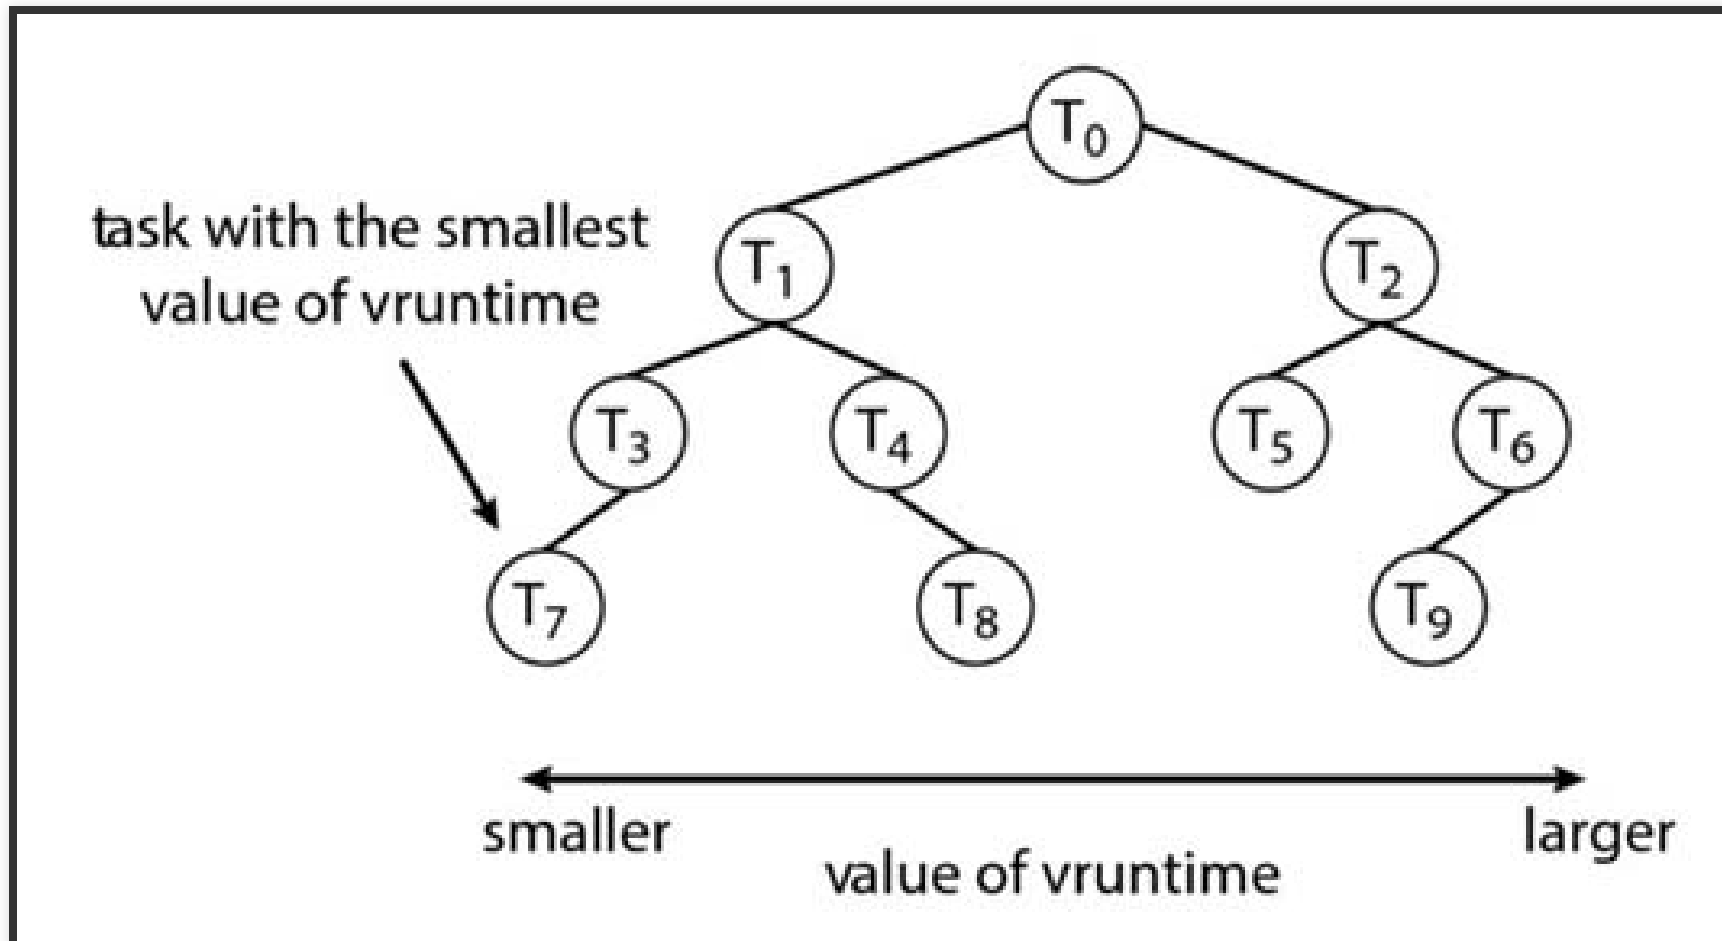 T0
task with the smallest
value of vruntime
T1
T2
T3
T4
T5
T6
T7
T8
T9
smaller
larger
value of vruntime